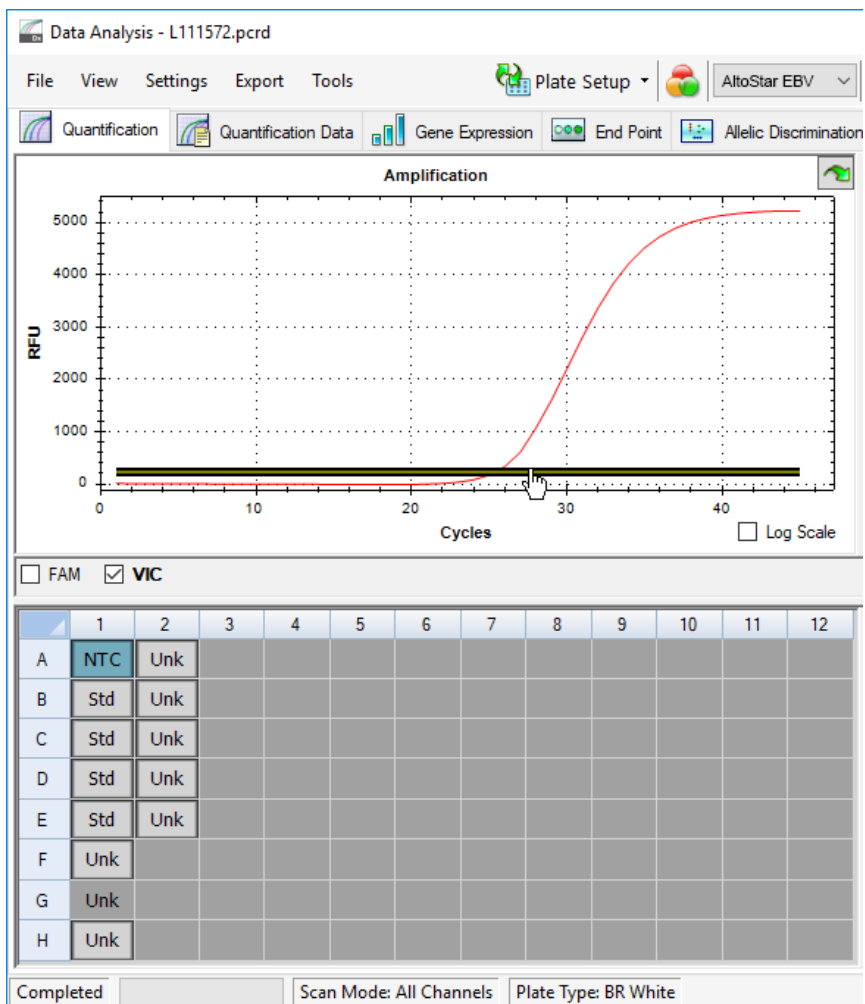 Data Analysis - L111572.pcrd
File View Settings Export Tools Plate Setup AltoStar EBV
Quantification Quantification Data Gene Expression End Point Allelic Discrimination
Amplification
5000
4000
3000
2000
1000
0
RFU
0 10 20 30 40
Cycles
Log Scale
FAM VIC
1 2 3 4 5 6 7 8 9 10 11 12
A NTC Unk
B Std Unk
C Std Unk
D Std Unk
E Std Unk
F Unk
G Unk
H Unk
Completed Scan Mode: All Channels Plate Type: BR White